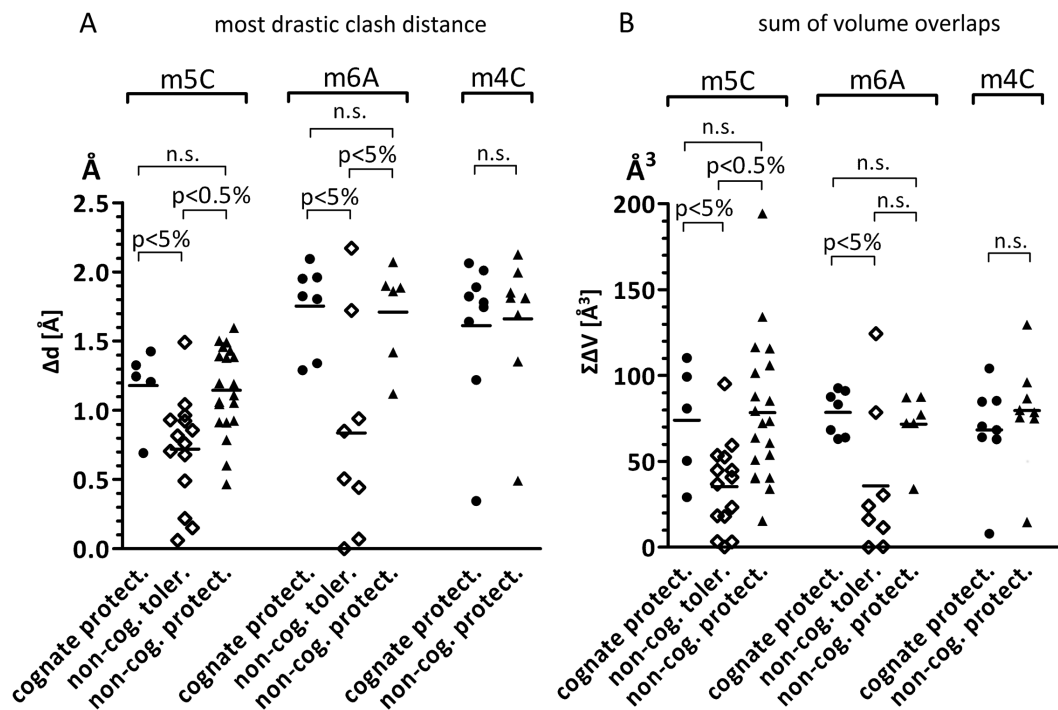 A most drastic clash distance
m5C m6A m4C
n.s.
n.s. p<5% n.s.
Å
p<0.5% p<5%
p<5%
2.5
2.0
1.5
1.0
0.5
0.0
Δd [Å]
cognate protect.
non-cog. toler.
non-cog. protect.
cognate protect.
non-cog. toler.
non-cog. protect.
cognate protect.
non-cog. protect.
B sum of volume overlaps
m5C m6A m4C
n.s.
Å³
p<0.5% n.s.
p<5% n.s.
p<5% n.s.
200
150
100
50
0
ΣΔV [Å³]
cognate protect.
non-cog. toler.
non-cog. protect.
cognate protect.
non-cog. toler.
non-cog. protect.
cognate protect.
non-cog. protect.